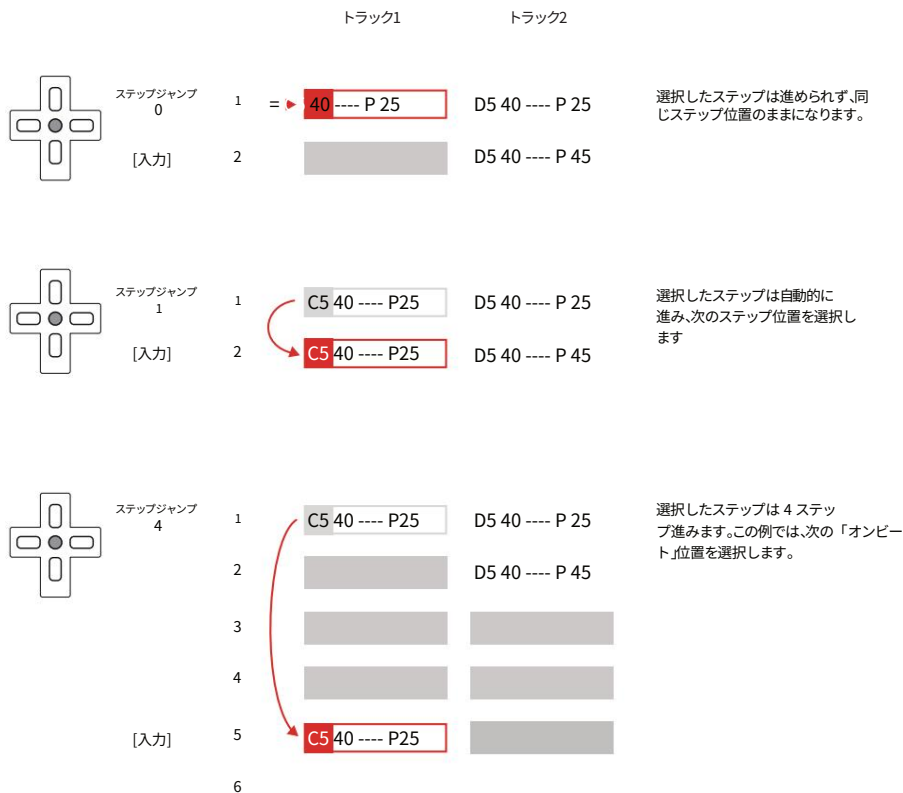 トラック1 トラック2
ステップジャンプ
0
1 = 40 ---- P 25 D5 40 ---- P 25
選択したステップは進められず、同
じステップ位置のままになります。
[入力] 2 D5 40 ---- P 45
ステップジャンプ
1
1 C5 40 ---- P25 D5 40 ---- P 25
選択したステップは自動的に
進み、次のステップ位置を選択し
ます
[入力] 2 C5 40 ---- P25 D5 40 ---- P 45
ステップジャンプ
4
1 C5 40 ---- P25 D5 40 ---- P 25
選択したステップは 4 ステッ
プ進みます。この例では、次の「オンビー
ト」位置を選択します。
2 D5 40 ---- P 45
3
4
[入力] 5 C5 40 ---- P25
6